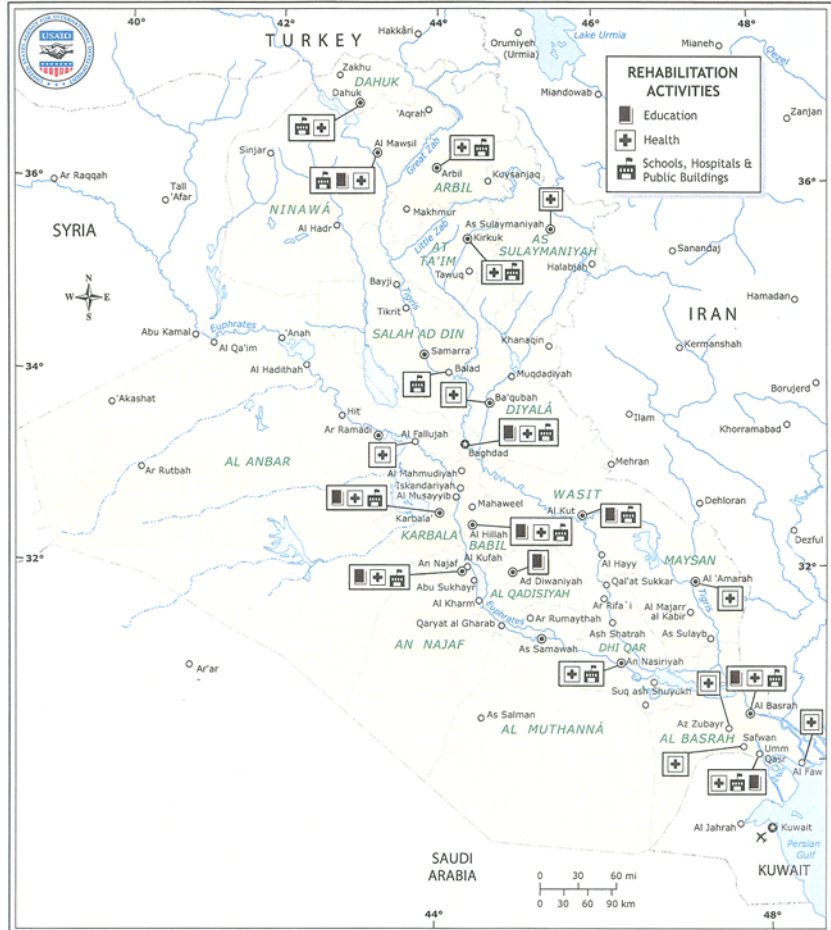 40°
42°
44°
46°
48°
USAID
TURKEY
Hakkâri
Orumiyeh
(Urmia)
Lake Urmia
Mianeh
Qezel
Zakhu
DAHUK
Dahuk
'Aqrah
Miandowab
Zanjan
REHABILITATION
ACTIVITIES
Education
Health
Schools, Hospitals &
Public Buildings
Sinjar
Al Mawsil
Great Zab
Arbil
Koysanjaq
ARBIL
36°
36°
Ar Raqqah
Tall
'Afar
NINAWÁ
Makhmur
Al Hadr
SYRIA
Little Zab
As Sulaymaniyah
Kirkuk
AS
SULAYMANIYAH
AT
TA'IM
Tawuq
Halabjah
Sanandaj
N
W
E
S
Bayji
Tigris
Tikrit
Hamadan
IRAN
Euphrates
Abu Kamal
Al Qa'im
'Anah
SALAH AD DIN
Samarra'
Khanaqin
Kermanshah
34°
34°
Al Hadithah
Balad
Muqdadiyah
Borujerd
'Akashat
Ba'qubah
DIYALÁ
Hit
Ilam
Khorramabad
Ar Ramadi
Al Fallujah
Baghdad
AL ANBAR
Ar Rutbah
Al Mahmudiyah
Iskandariyah
Al Musayyib
Mehran
WASIT
Dehloran
Mahaweel
Al Kut
Karbala'
KARBALA
Al Hillah
BABIL
Dezful
32°
32°
An Najaf
Al Kufah
Al Hayy
MAYSAN
Abu Sukhayr
Ad Diwaniyah
AL QADISIYAH
Qal'at Sukkar
Al 'Amarah
Al Kharm
Ar Rifa`i
Al Majarr
al Kabir
Tigris
Euphrates
Qaryat al Gharab
Ar Rumaythah
Ash Shatrah
As Sulayb
AN NAJAF
As Samawah
DHI QAR
An Nasiriyah
Ar'ar
Suq ash Shuyukh
Al Basrah
As Salman
AL MUTHANNÁ
Az Zubayr
AL BASRAH
Safwan
Umm
Qasr
Al Faw
Al Jahrah
Kuwait
Persian
Gulf
SAUDI
ARABIA
KUWAIT
0 30 60 mi
0 30 60 90 km
44°
48°